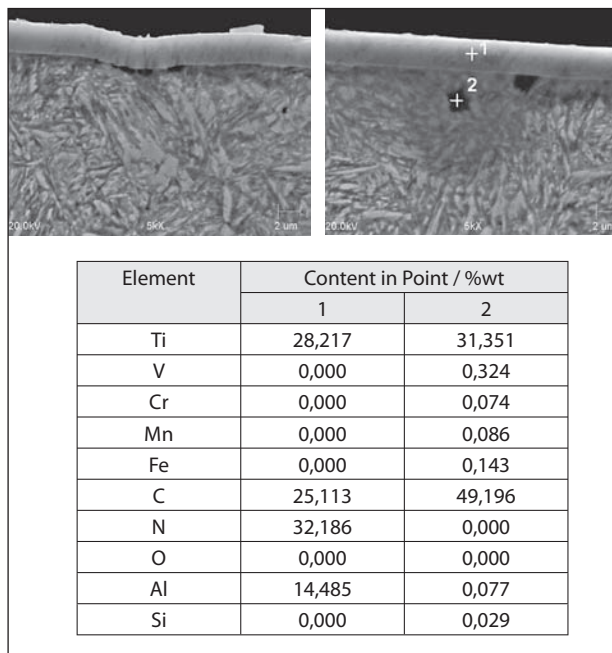 1
2
20.0kV 5kX 2 um
20.0kV 5kX 2 um
Element Content in Point / %wt
1 2
Ti 28,217 31,351
V 0,000 0,324
Cr 0,000 0,074
Mn 0,000 0,086
Fe 0,000 0,143
C 25,113 49,196
N 32,186 0,000
O 0,000 0,000
Al 14,485 0,077
Si 0,000 0,029